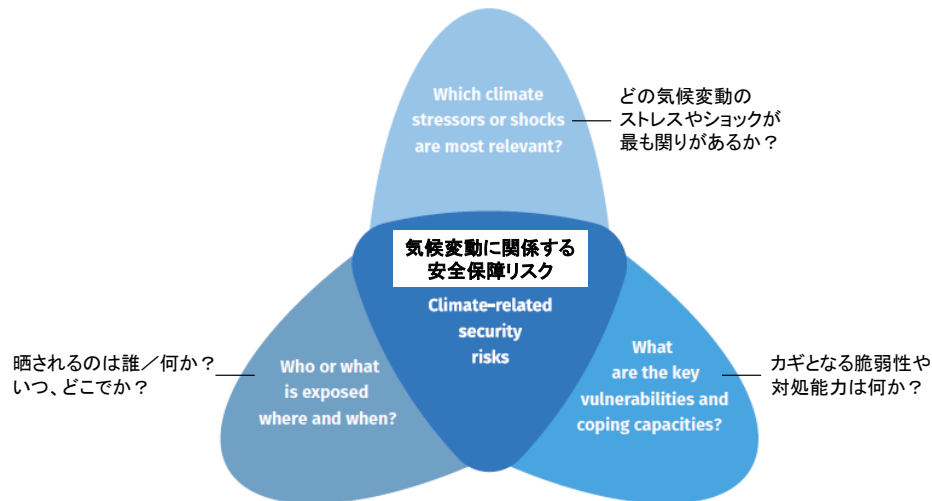 Which climate
stressors or shocks
are most relevant?
どの気候変動の
ストレスやショックが
最も関りがあるか？
気候変動に関係する
安全保障リスク
Climate-related
security
risks
晒されるのは誰／何か？
いつ、どこでか？
Who or what
is exposed
where and when?
What
are the key
vulnerabilities and
coping capacities?
カギとなる脆弱性や
対処能力は何か？